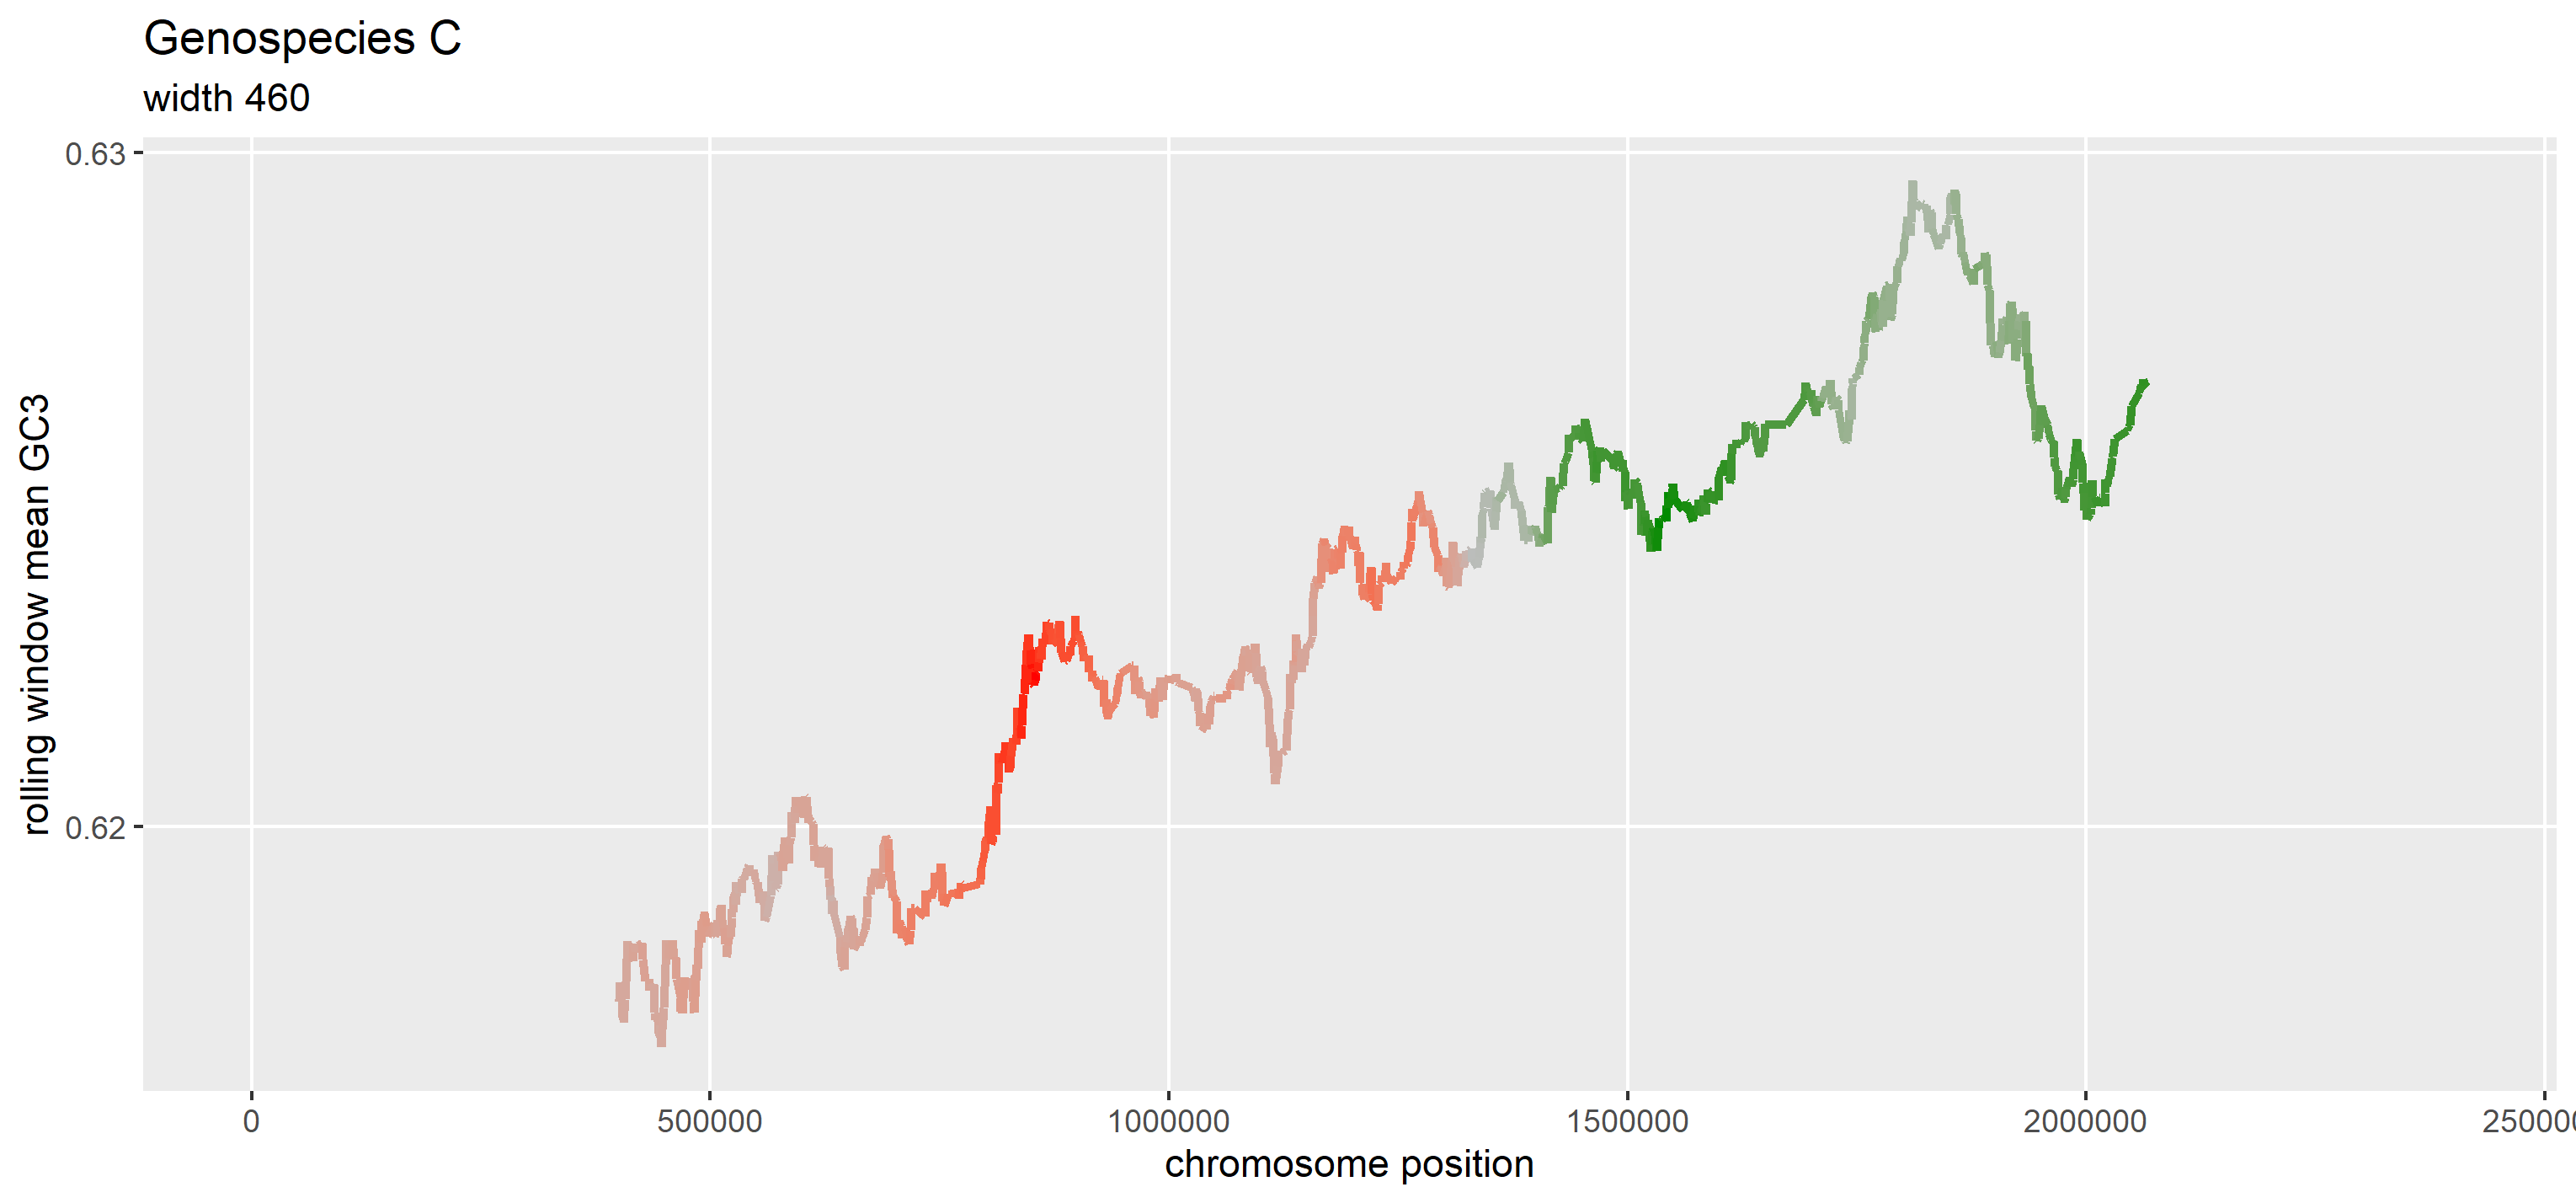 Genospecies C
width 460
0.63
0.62
rolling window mean GC3
0
500000
1000000
1500000
2000000
chromosome position